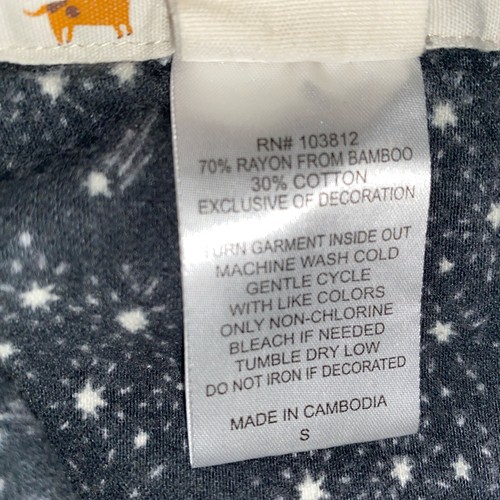 RN# 103812
70% RAYON FROM BAMBOO
30% COTTON
EXCLUSIVE OF DECORATION
TURN GARMENT INSIDE OUT
MACHINE WASH COLD
GENTLE CYCLE
WITH LIKE COLORS
ONLY NON-CHLORINE
BLEACH IF NEEDED
TUMBLE DRY LOW
DO NOT IRON IF DECORATED
MADE IN CAMBODIA
S